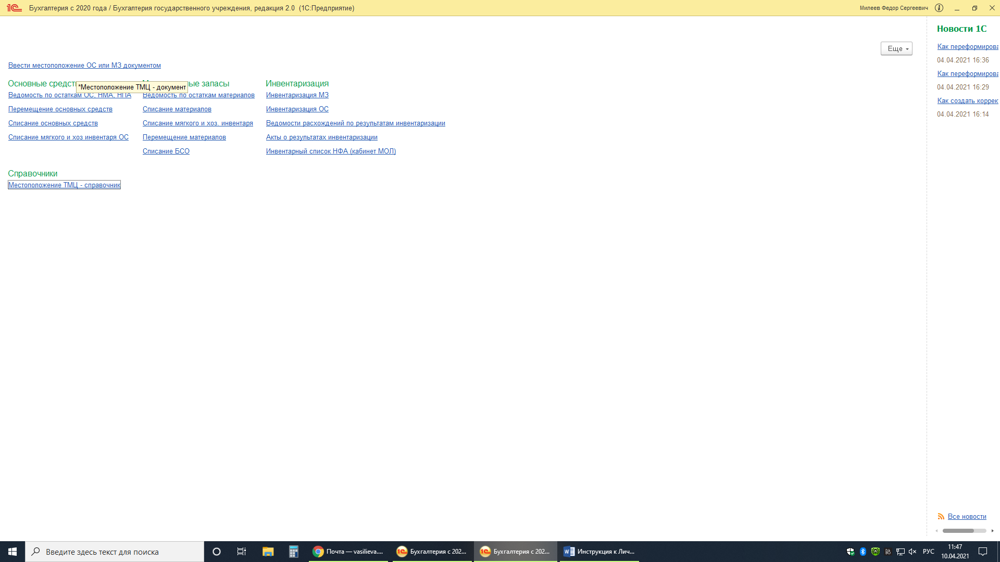 Бухгалтерия с 2020 года / Бухгалтерия государственного учреждения, редакция 2.0 (1С:Предприятие)
Милеев Федор Сергеевич
Новости 1С
Еще
Как переформирова
04.04.2021 16:36
Как переформирова
04.04.2021 16:29
Как создать коррек
04.04.2021 16:14
Ввести местоположение ОС или МЗ документом
*Местоположение ТМЦ - документ
Основные средст
Ведомость по остаткам ОС, НМА, НПА
Перемещение основных средств
Списание основных средств
Списание мягкого и хоз инвентаря ОС
запасы
Ведомость по остаткам материалов
Списание материалов
Списание мягкого и хоз. инвентаря
Перемещение материалов
Списание БСО
Инвентаризация
Инвентаризация МЗ
Инвентаризация ОС
Ведомости расхождений по результатам инвентаризации
Акты о результатах инвентаризации
Инвентарный список НФА (кабинет МОЛ)
Справочники
Местоположение ТМЦ - справочник
Все новости
Введите здесь текст для поиска
Почта — vasilieva....
Бухгалтерия с 202...
Бухгалтерия с 202...
Инструкция к Лич...
РУС
11:47
10.04.2021